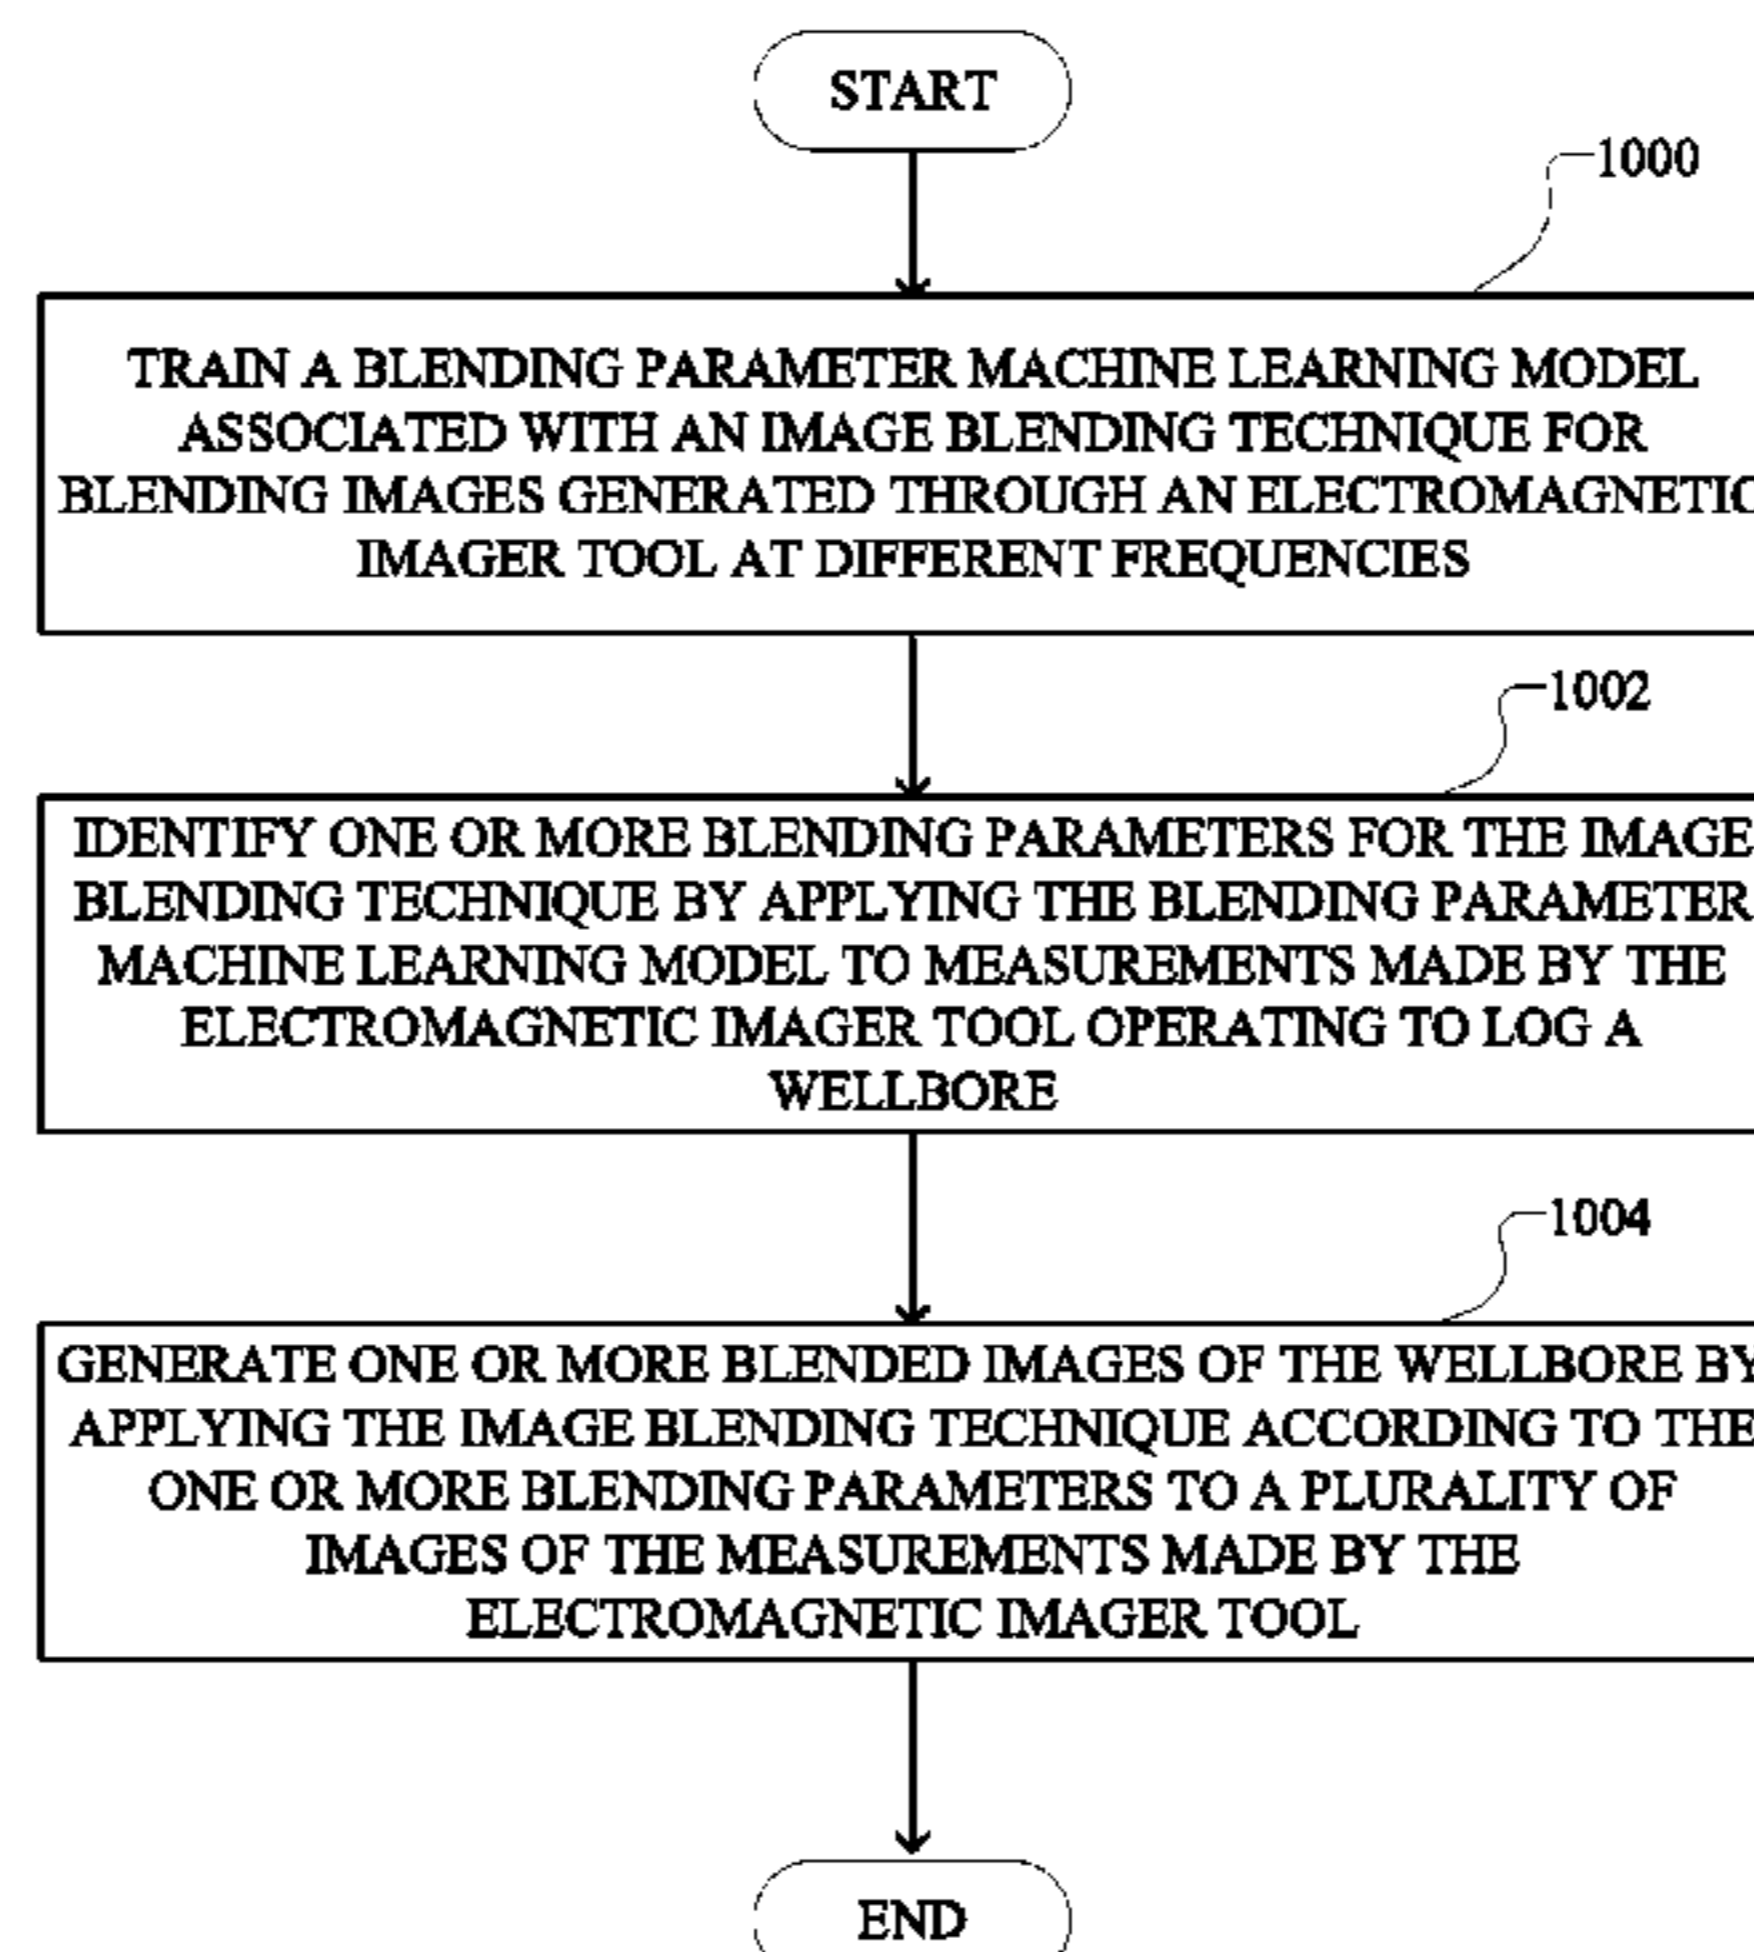 START
1000
TRAIN A BLENDING PARAMETER MACHINE LEARNING MODEL
ASSOCIATED WITH AN IMAGE BLENDING TECHNIQUE FOR
BLENDING IMAGES GENERATED THROUGH AN ELECTROMAGNETIC
IMAGER TOOL AT DIFFERENT FREQUENCIES
1002
IDENTIFY ONE OR MORE BLENDING PARAMETERS FOR THE IMAGE
BLENDING TECHNIQUE BY APPLYING THE BLENDING PARAMETER
MACHINE LEARNING MODEL TO MEASUREMENTS MADE BY THE
ELECTROMAGNETIC IMAGER TOOL OPERATING TO LOG A
WELLBORE
1004
GENERATE ONE OR MORE BLENDED IMAGES OF THE WELLBORE BY
APPLYING THE IMAGE BLENDING TECHNIQUE ACCORDING TO THE
ONE OR MORE BLENDING PARAMETERS TO A PLURALITY OF
IMAGES OF THE MEASUREMENTS MADE BY THE
ELECTROMAGNETIC IMAGER TOOL
END